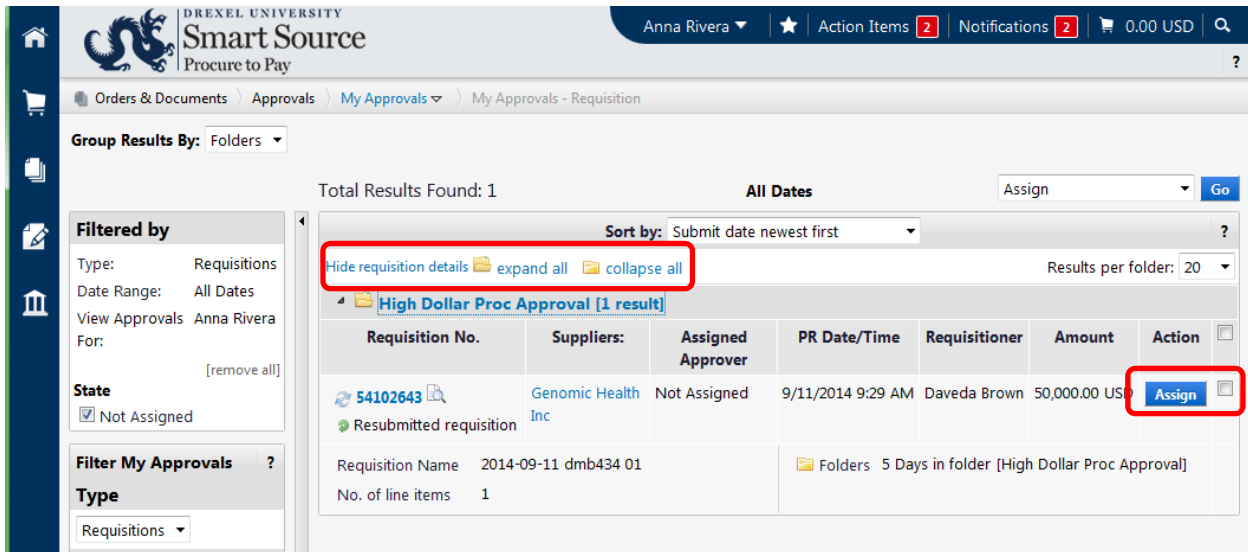 DREXEL UNIVERSITY
Smart Source
Procure to Pay
Anna Rivera
Action Items 2
Notifications 2
0.00 USD
?
Orders & Documents
Approvals
My Approvals
My Approvals - Requisition
Group Results By: Folders
Total Results Found: 1
All Dates
Assign
Go
Filtered by
Type: Requisitions
Date Range: All Dates
View Approvals For: Anna Rivera
[remove all]
State
Not Assigned
Filter My Approvals ?
Type
Requisitions
Sort by: Submit date newest first
?
Hide requisition details expand all collapse all
Results per folder: 20
High Dollar Proc Approval [1 result]
Requisition No. Suppliers: Assigned Approver PR Date/Time Requisitioner Amount Action
54102643 Genomic Health Inc Not Assigned 9/11/2014 9:29 AM Daveda Brown 50,000.00 USD Assign
Resubmitted requisition
Requisition Name 2014-09-11 dmb434 01
Folders 5 Days in folder [High Dollar Proc Approval]
No. of line items 1